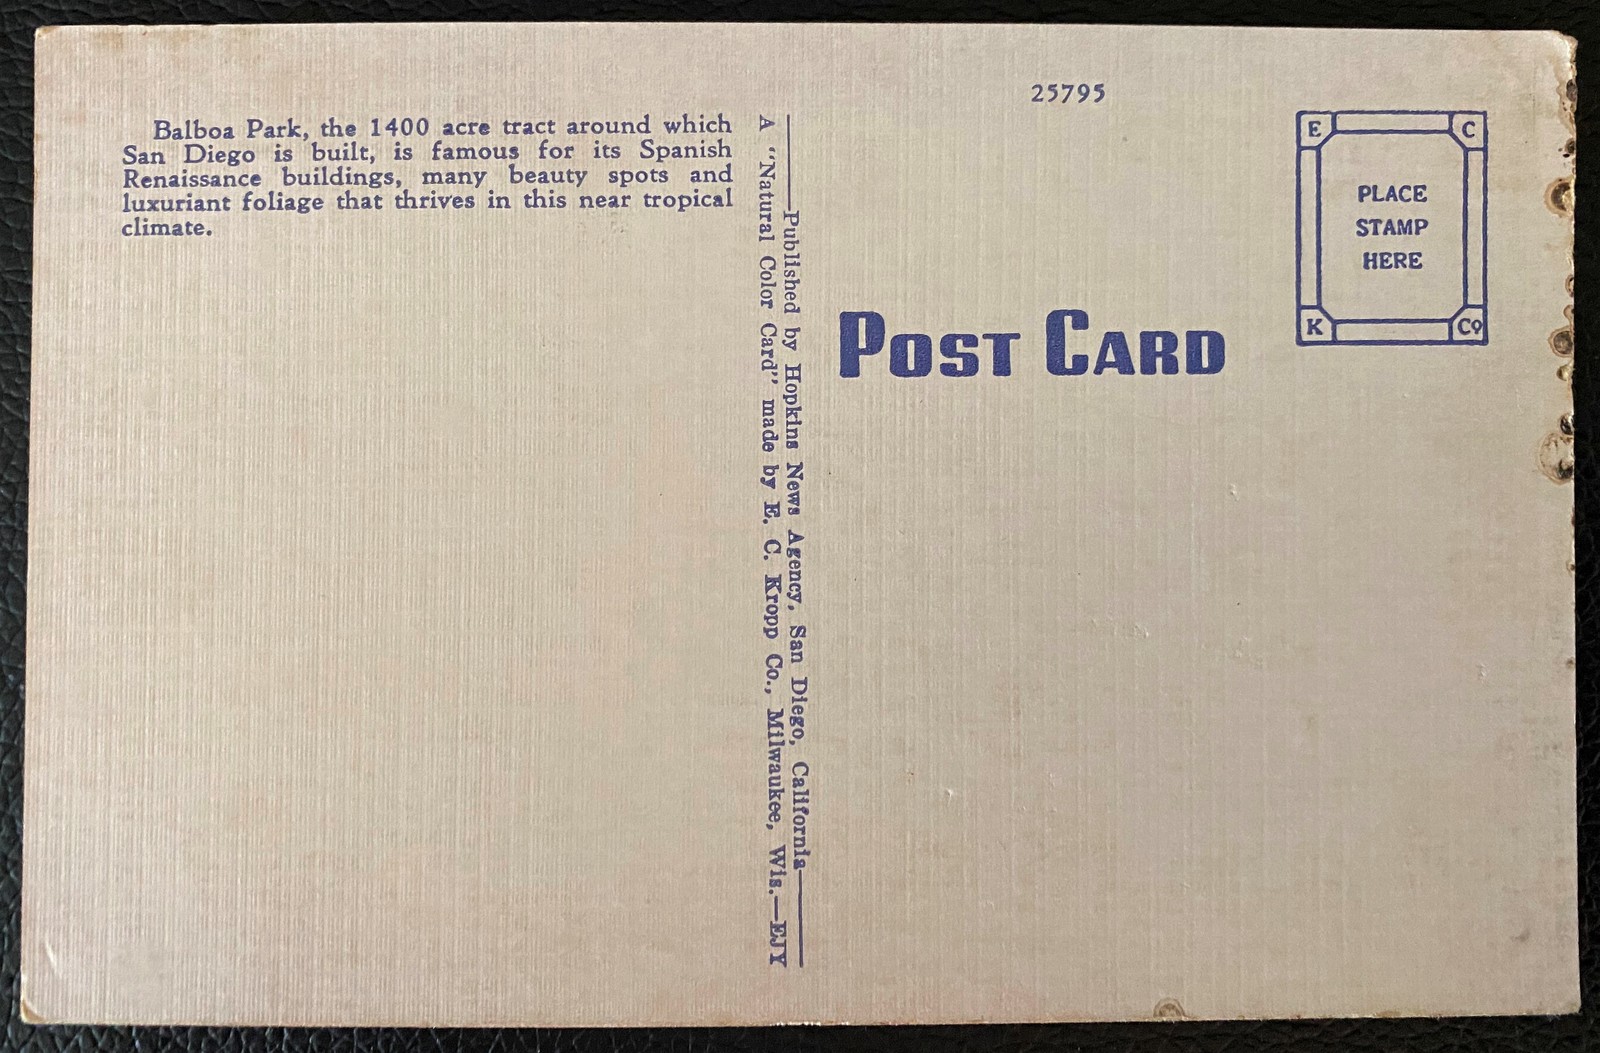 Balboa Park, the 1400 acre tract around which
San Diego is built, is famous for its Spanish
Renaissance buildings, many beauty spots and
luxuriant foliage that thrives in this near tropical
climate.
Published by Hopkins News Agency, San Diego, California
A "Natural Color Card" made by E. C. Kropp Co., Milwaukee, Wis.—EJY
25795
POST CARD
E C
PLACE
STAMP
HERE
K Co